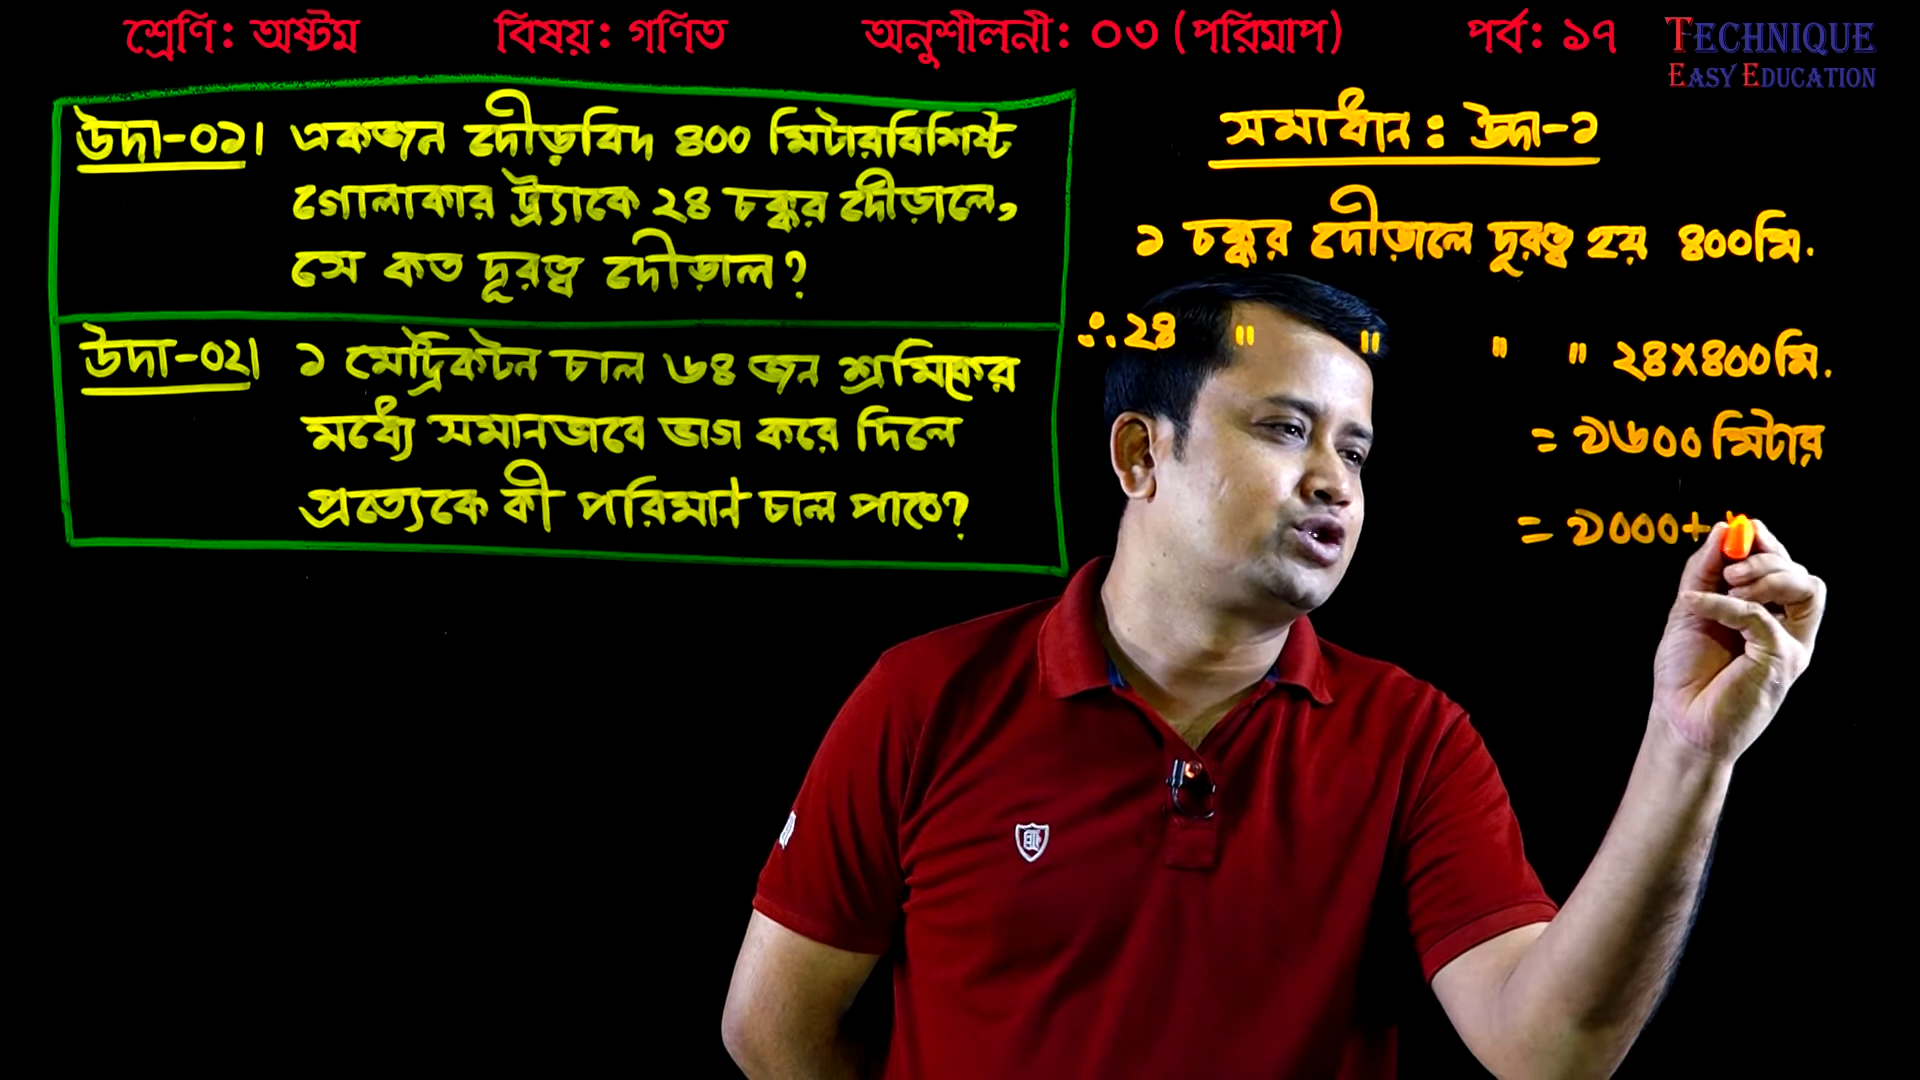 শ্রেণি: অষ্টম বিষয়: গণিত অনুশীলনী: ০৩ (পরিমাপ) পর্ব: ১৭
TECHNIQUE
EASY EDUCATION
উদা-০১। একজন দৌড়বিদ ৪০০ মিটারবিশিষ্ট
গোলাকার ট্র্যাকে ২৪ চক্কর দৌড়ালে,
সে কত দূরত্ব দৌড়াল?
উদা-০২। ১ মেট্রিকটন চাল ৬৪ জন শ্রমিকের
মধ্যে সমানভাবে ভাগ করে দিলে
প্রত্যেকে কী পরিমাণ চাল পাবে?
সমাধান: উদা-১
১ চক্কর দৌড়ালে দূরত্ব হয় ৪০০মি.
∴ ২৪ " " " " ২৪×৪০০মি.
= ৯৬০০ মিটার
= ৯০০০+